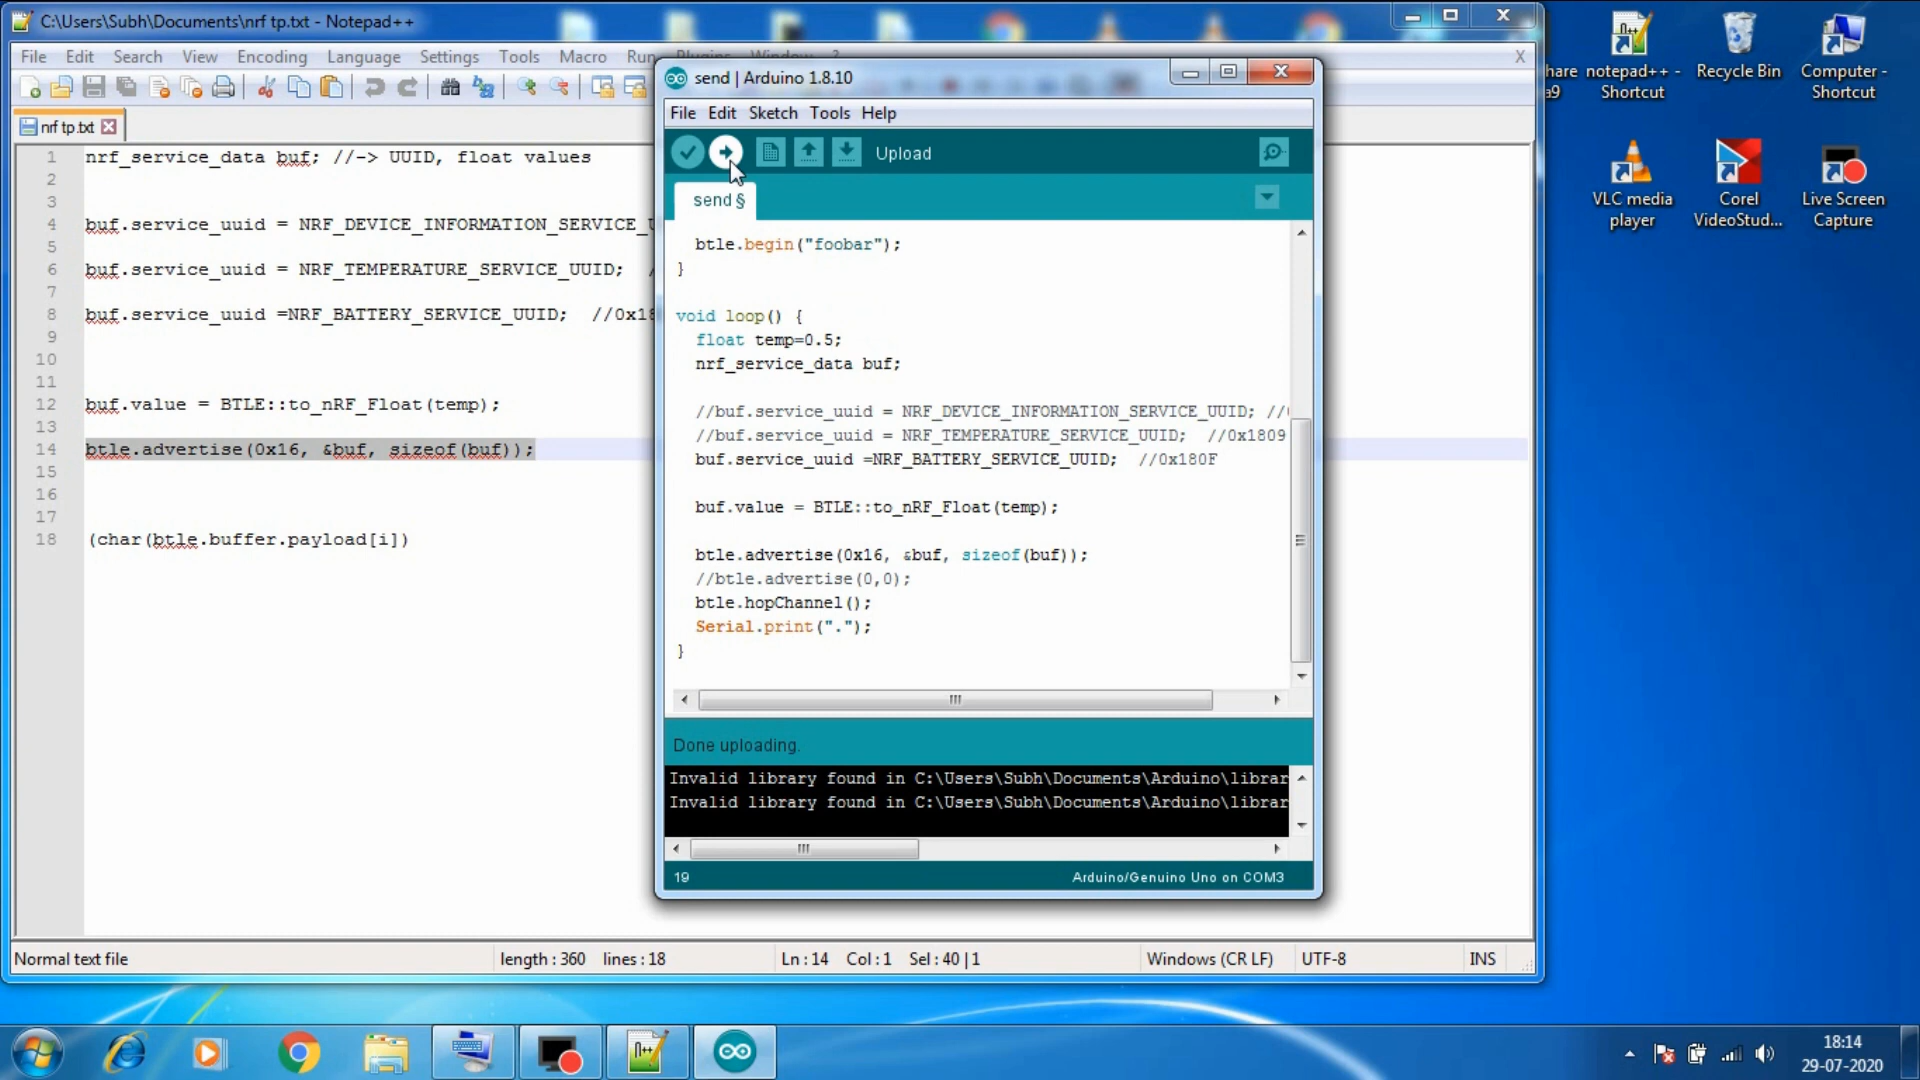 C:\Users\Subh\Documents\nrf tp.txt - Notepad++
File Edit Search View Encoding Language Settings Tools Macro Run Plugins Window ?
X
nrf tp.txt
1 nrf_service_data buf; //-> UUID, float values
2
3
4 buf.service_uuid = NRF_DEVICE_INFORMATION_SERVICE_U
5
6 buf.service_uuid = NRF_TEMPERATURE_SERVICE_UUID; /
7
8 buf.service_uuid =NRF_BATTERY_SERVICE_UUID; //0x18
9
10
11
12 buf.value = BTLE::to_nRF_Float(temp);
13
14 btle.advertise(0x16, &buf, sizeof(buf));
15
16
17
18 (char(btle.buffer.payload[i])
Normal text file length : 360 lines : 18 Ln : 14 Col : 1 Sel : 40 | 1 Windows (CR LF) UTF-8 INS
send | Arduino 1.8.10
File Edit Sketch Tools Help
Upload
send §
btle.begin("foobar");
}
void loop() {
float temp=0.5;
nrf_service_data buf;
//buf.service_uuid = NRF_DEVICE_INFORMATION_SERVICE_UUID; //
//buf.service_uuid = NRF_TEMPERATURE_SERVICE_UUID; //0x1809
buf.service_uuid =NRF_BATTERY_SERVICE_UUID; //0x180F
buf.value = BTLE::to_nRF_Float(temp);
btle.advertise(0x16, &buf, sizeof(buf));
//btle.advertise(0,0);
btle.hopChannel();
Serial.print(".");
}
Done uploading.
Invalid library found in C:\Users\Subh\Documents\Arduino\librar
Invalid library found in C:\Users\Subh\Documents\Arduino\librar
19 Arduino/Genuino Uno on COM3
hare
a9
notepad++ -
Shortcut
Recycle Bin
Computer -
Shortcut
VLC media
player
Corel
VideoStud...
Live Screen
Capture
18:14
29-07-2020